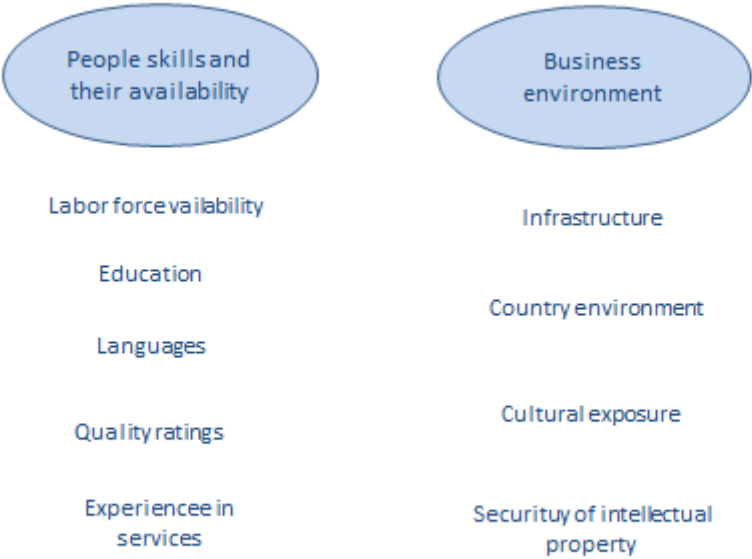 People skills and
their availability
Labor force vailability
Education
Languages
Quality ratings
Experiencee in
services
Business
environment
Infrastructure
Country environment
Cultural exposure
Securituy of intellectual
property